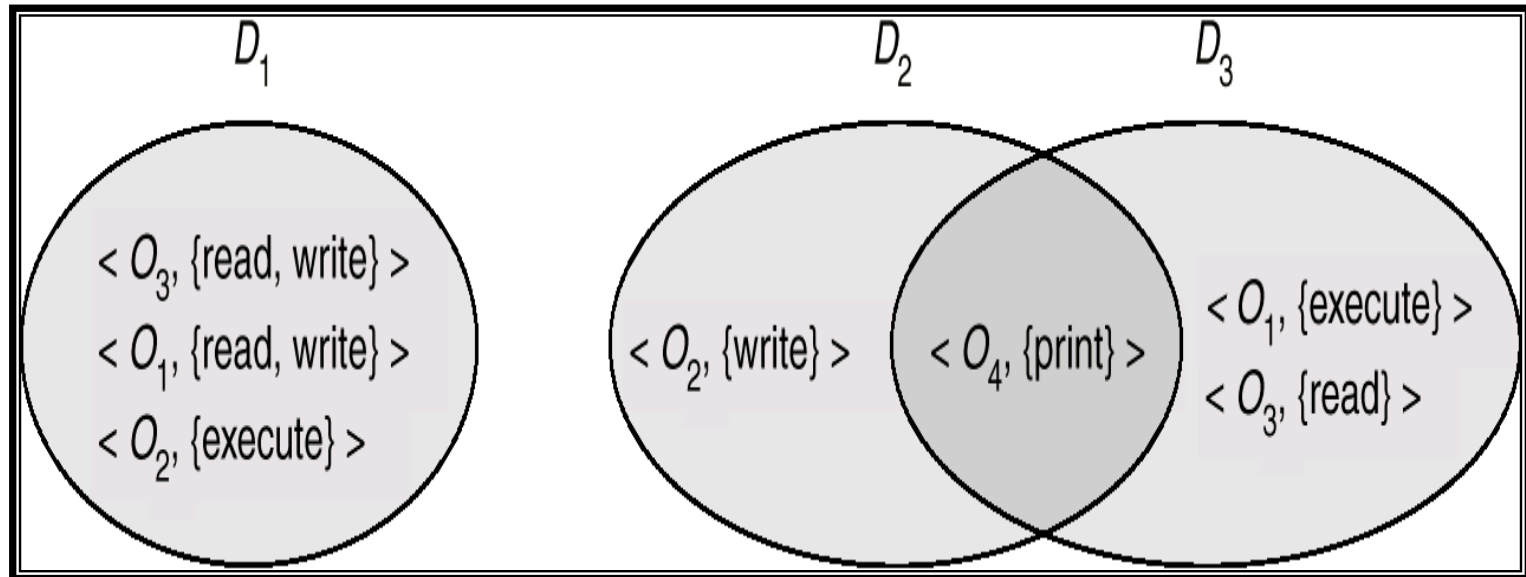 D1
D2
D3
< O3, {read, write} >
< O1, {read, write} >
< O2, {execute} >
< O2, {write} >
< O4, {print} >
< O1, {execute} >
< O3, {read} >